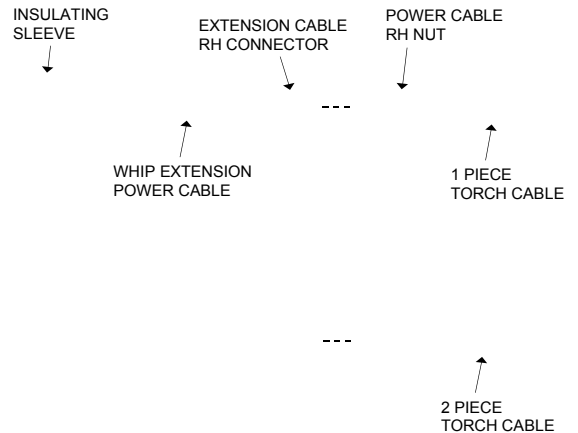 INSULATING
SLEEVE
EXTENSION CABLE
RH CONNECTOR
POWER CABLE
RH NUT
WHIP EXTENSION
POWER CABLE
1 PIECE
TORCH CABLE
2 PIECE
TORCH CABLE